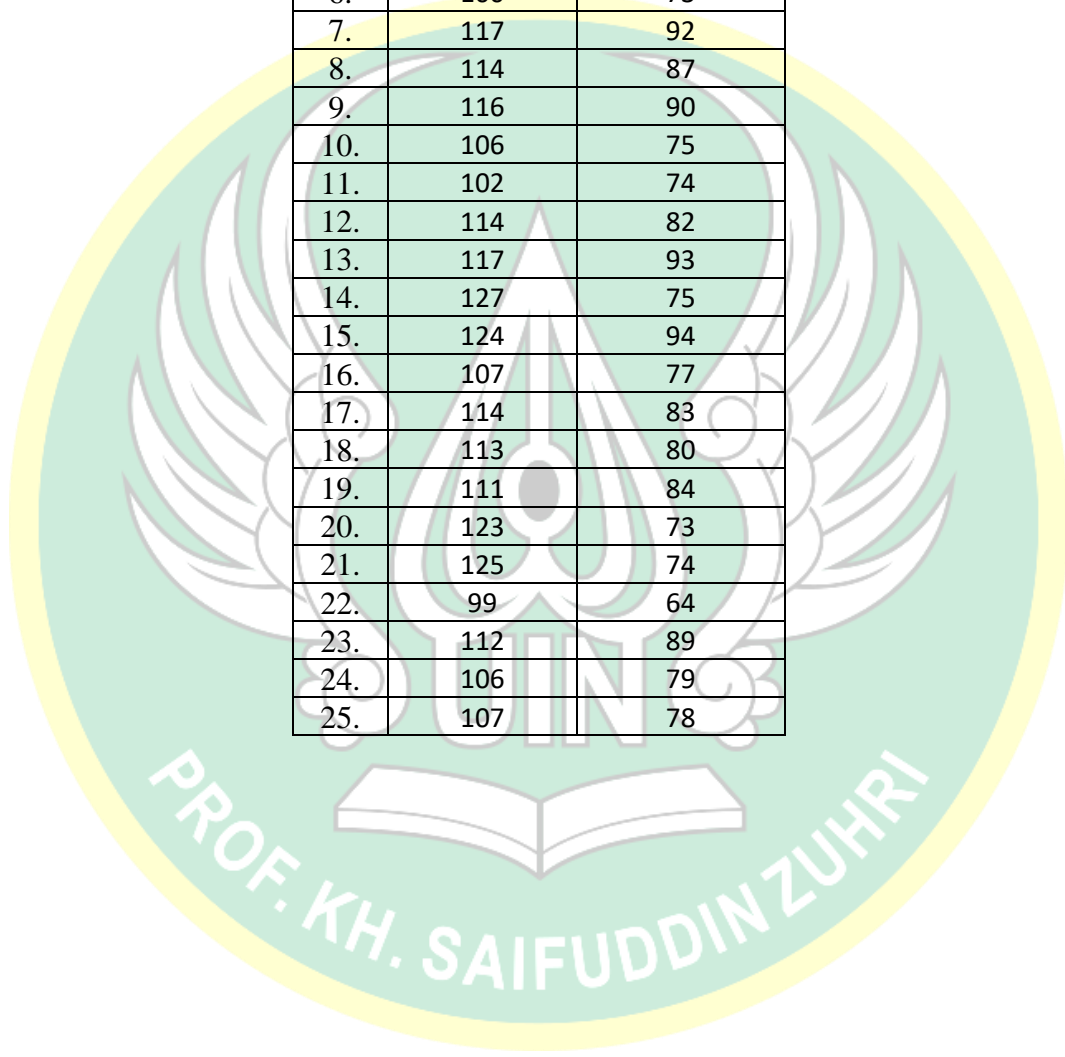 7. 117 92
8. 114 87
9. 116 90
10. 106 75
11. 102 74
12. 114 82
13. 117 93
14. 127 75
15. 124 94
16. 107 77
17. 114 83
18. 113 80
19. 111 84
20. 123 73
21. 125 74
22. 99 64
23. 112 89
24. 106 79
25. 107 78
UIN
PROF. KH. SAIFUDDIN ZUHRI